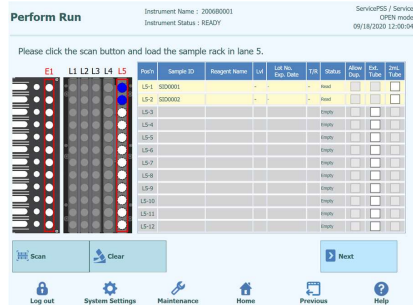 Perform Run
Instrument Name : 200680001
Instrument Status : READY
ServicePSS / Service
OPEN mode
09/18/2020 12:00:04
Please click the scan button and load the sample rack in lane 5.
E1 L1 L2 L3 L4 L5
Pos'n Sample ID Reagent Name Lvl Lot No. Exp. Date T/R Status Allow Dup. Ext. Tube 2mL Tube
L5-1 SID0001 - - - Read
L5-2 SID0002 - - - Read
L5-3 Empty
L5-4 Empty
L5-5 Empty
L5-6 Empty
L5-7 Empty
L5-8 Empty
L5-9 Empty
L5-10 Empty
L5-11 Empty
L5-12 Empty
Scan
Clear
Next
Log out
System Settings
Maintenance
Home
Previous
Help